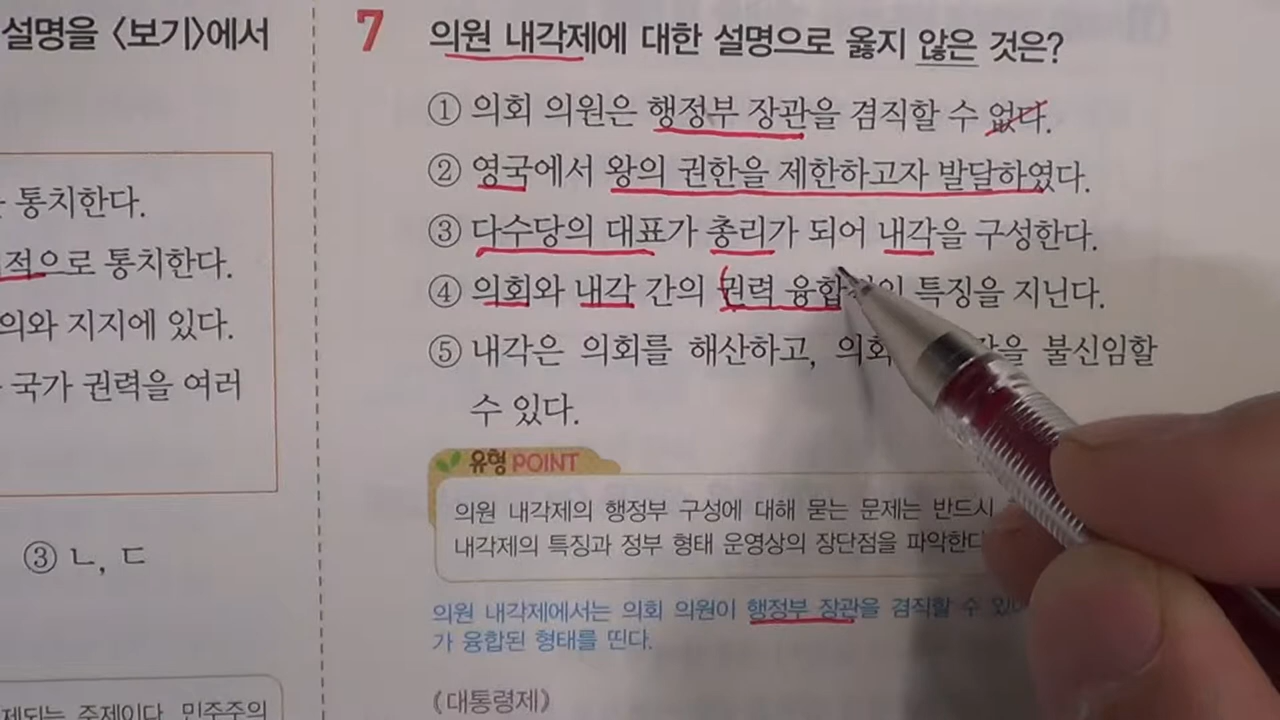 설명을 〈보기〉에서
통치한다.
적으로 통치한다.
의와 지지에 있다.
국가 권력을 여러
③ ㄴ, ㄷ
제되는 주제이다. 민주주의
7 의원 내각제에 대한 설명으로 옳지 않은 것은?
① 의회 의원은 행정부 장관을 겸직할 수 없다.
② 영국에서 왕의 권한을 제한하고자 발달하였다.
③ 다수당의 대표가 총리가 되어 내각을 구성한다.
④ 의회와 내각 간의 권력 융합 특징을 지닌다.
⑤ 내각은 의회를 해산하고, 불신임할
수 있다.
유형 POINT
의원 내각제의 행정부 구성에 대해 묻는 문제는 반드시
내각제의 특징과 정부 형태 운영상의 장단점을 파악한다
의원 내각제에서는 의회 의원이 행정부 장관을 겸직할 수
가 융합된 형태를 띤다.
《대통령제》